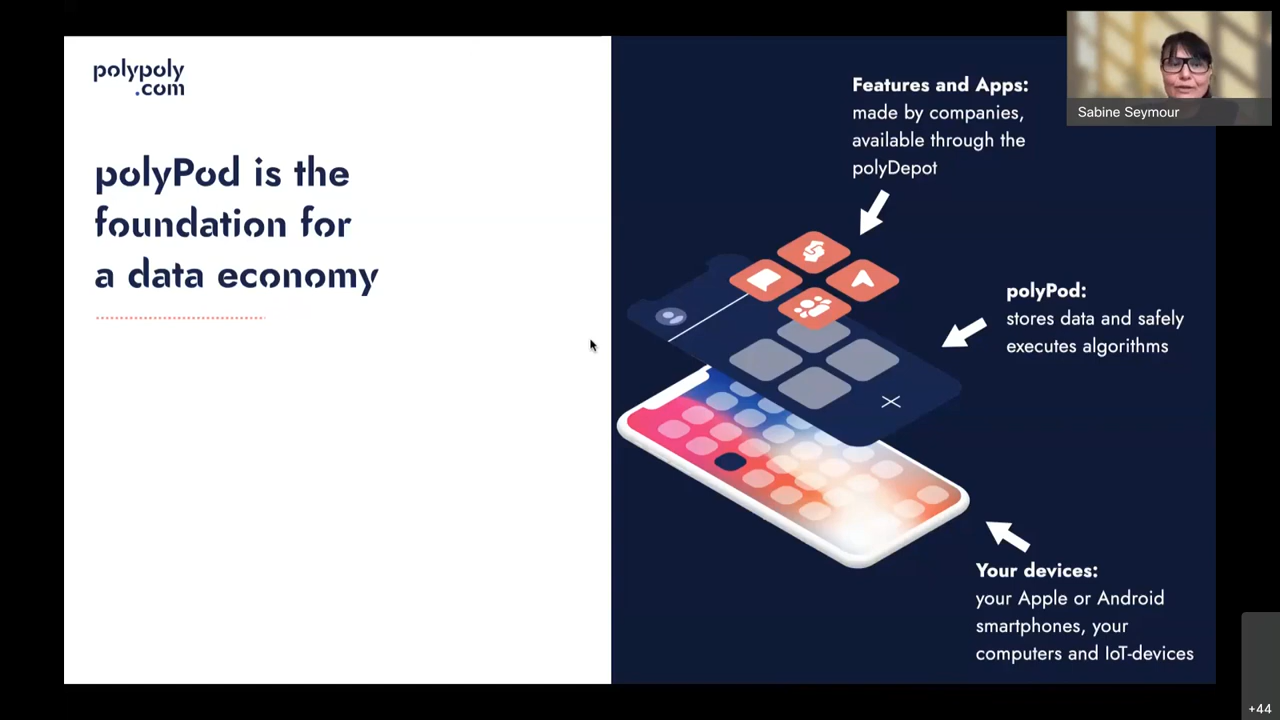 polypoly
.com
polyPod is the
foundation for
a data economy
Features and Apps:
made by companies,
available through the
polyDepot
polyPod:
stores data and safely
executes algorithms
Your devices:
your Apple or Android
smartphones, your
computers and IoT-devices
Sabine Seymour
+44